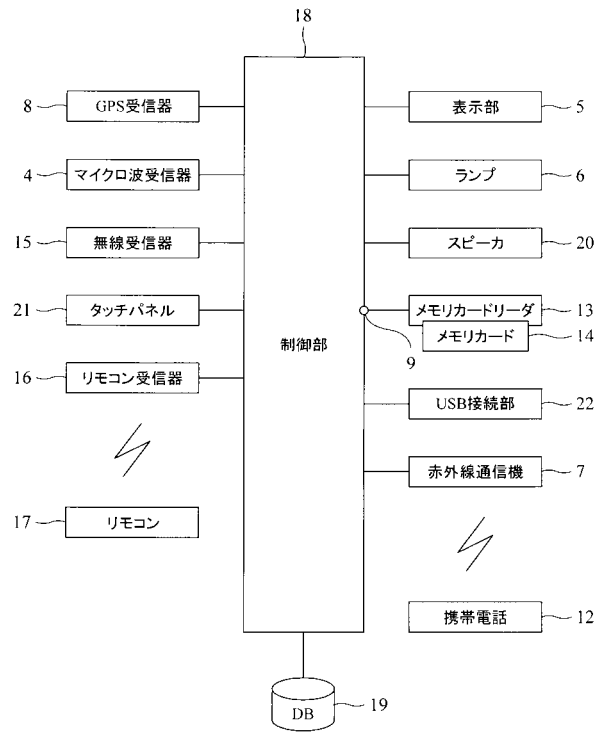 18
8
GPS受信器
表示部
5
4
マイクロ波受信器
ランプ
6
15
無線受信器
スピーカ
20
21
タッチパネル
メモリカードリーダ
13
メモリカード
14
9
制御部
16
リモコン受信器
USB接続部
22
赤外線通信機
7
17
リモコン
携帯電話
12
DB
19